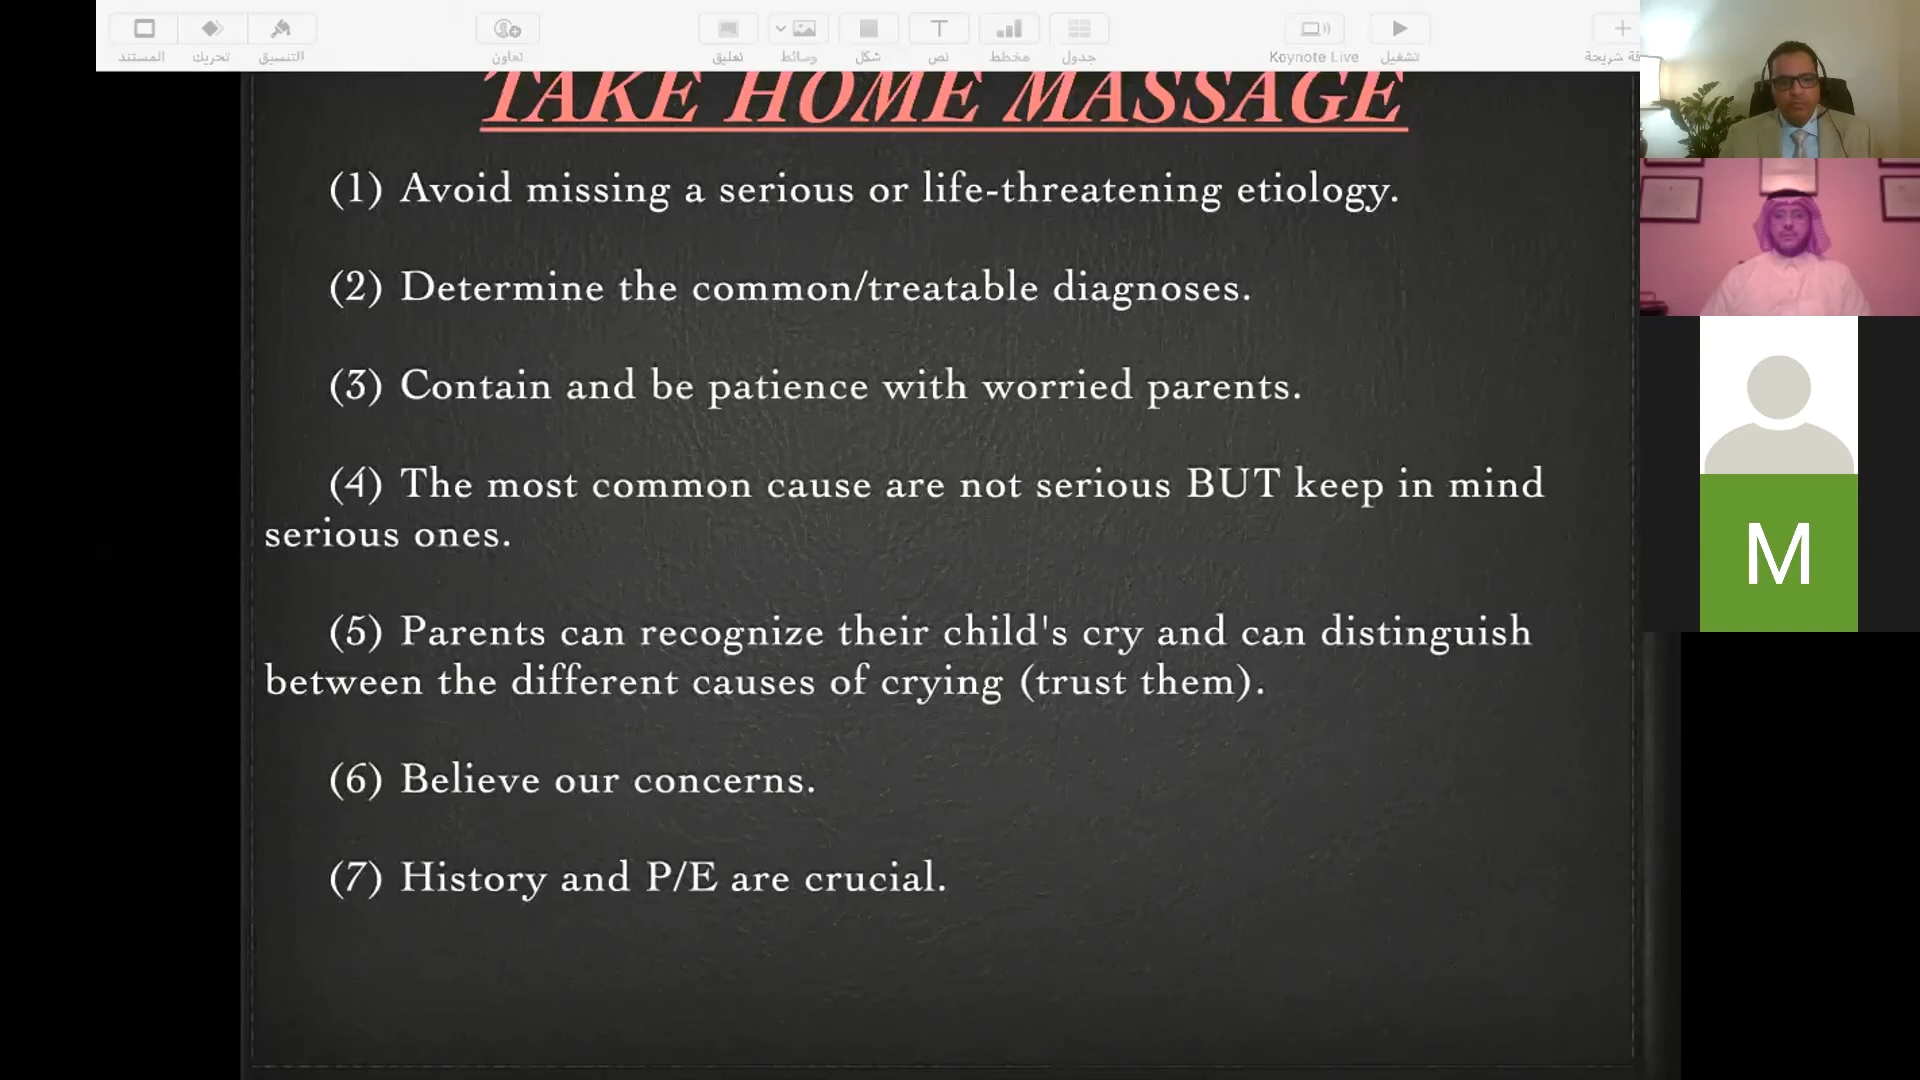 المستند
تحريك
التنسيق
تعاون
تعليق
وسائط
شكل
نص
مخطط
جدول
Keynote Live
تشغيل
شريحة
TAKE HOME MASSAGE
(1) Avoid missing a serious or life-threatening etiology.
(2) Determine the common/treatable diagnoses.
(3) Contain and be patience with worried parents.
(4) The most common cause are not serious BUT keep in mind
serious ones.
(5) Parents can recognize their child's cry and can distinguish
between the different causes of crying (trust them).
(6) Believe our concerns.
(7) History and P/E are crucial.
M